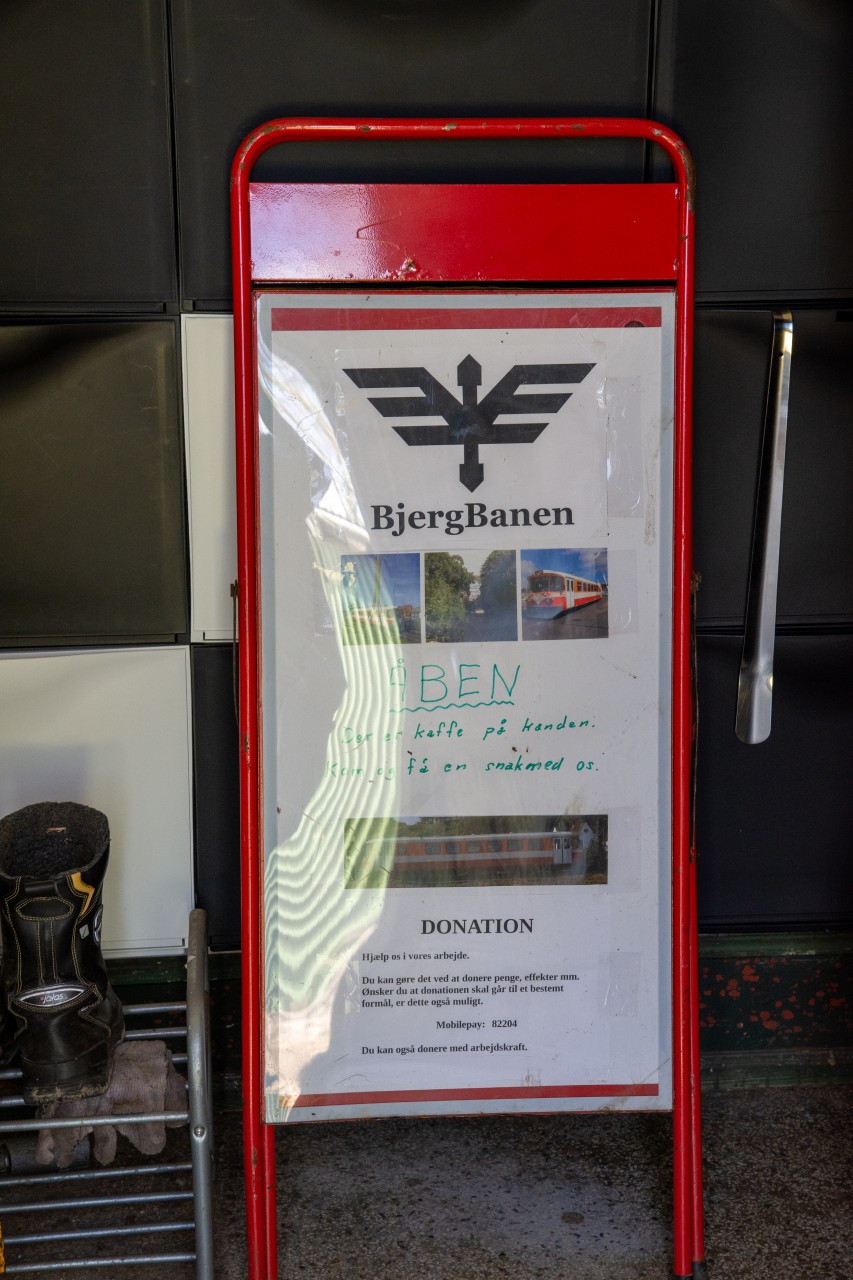 BjergBanen
ÅBEN
Der er kaffe på kanden.
Kom og få en snak med os.
DONATION
Hjælp os i vores arbejde.
Du kan gøre det ved at donere penge, effekter mm.
Ønsker du at donationen skal går til et bestemt
formål, er dette også muligt.
Mobilepay: 82204
Du kan også donere med arbejdskraft.
jalas